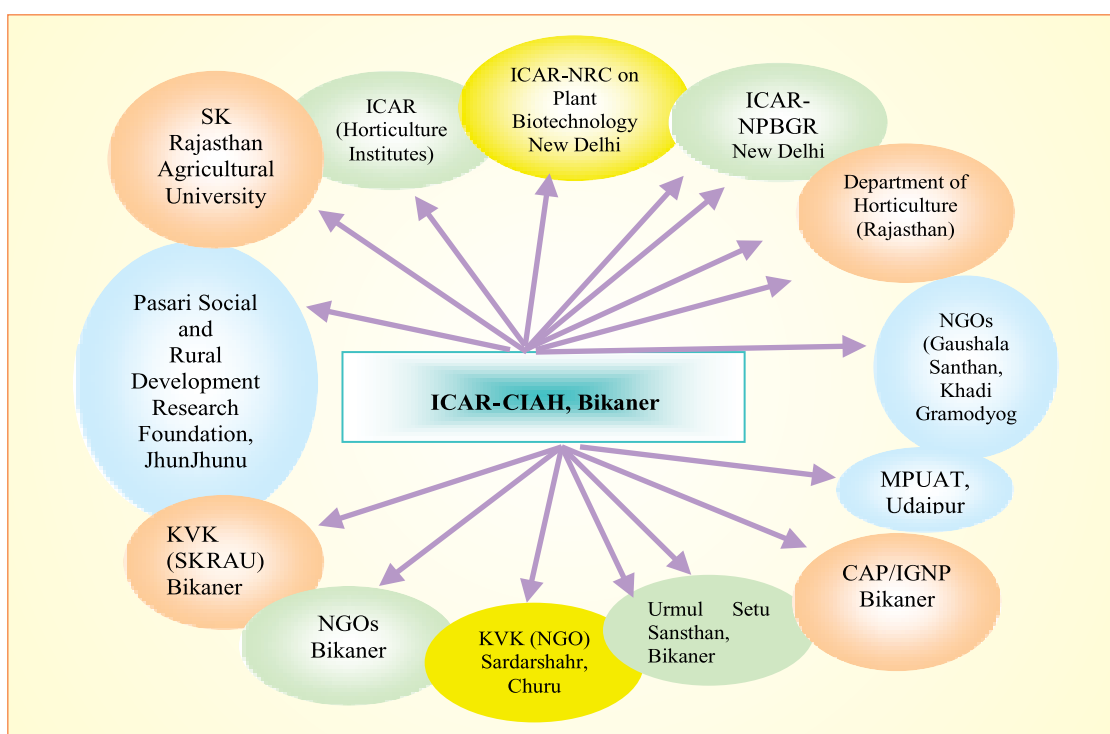 SK
Rajasthan
Agricultural
University
ICAR
(Horticulture
Institutes)
ICAR-NRC on
Plant
Biotechnology
New Delhi
ICAR-
NPBGR
New Delhi
Department of
Horticulture
(Rajasthan)
Pasari Social
and
Rural
Development
Research
Foundation,
JhunJhunu
NGOs
(Gaushala
Santhan,
Khadi
Gramodyog
ICAR-CIAH, Bikaner
MPUAT,
Udaipur
KVK
(SKRAU)
Bikaner
NGOs
Bikaner
KVK (NGO)
Sardarshahr,
Churu
Urmul Setu
Sansthan,
Bikaner
CAP/IGNP
Bikaner